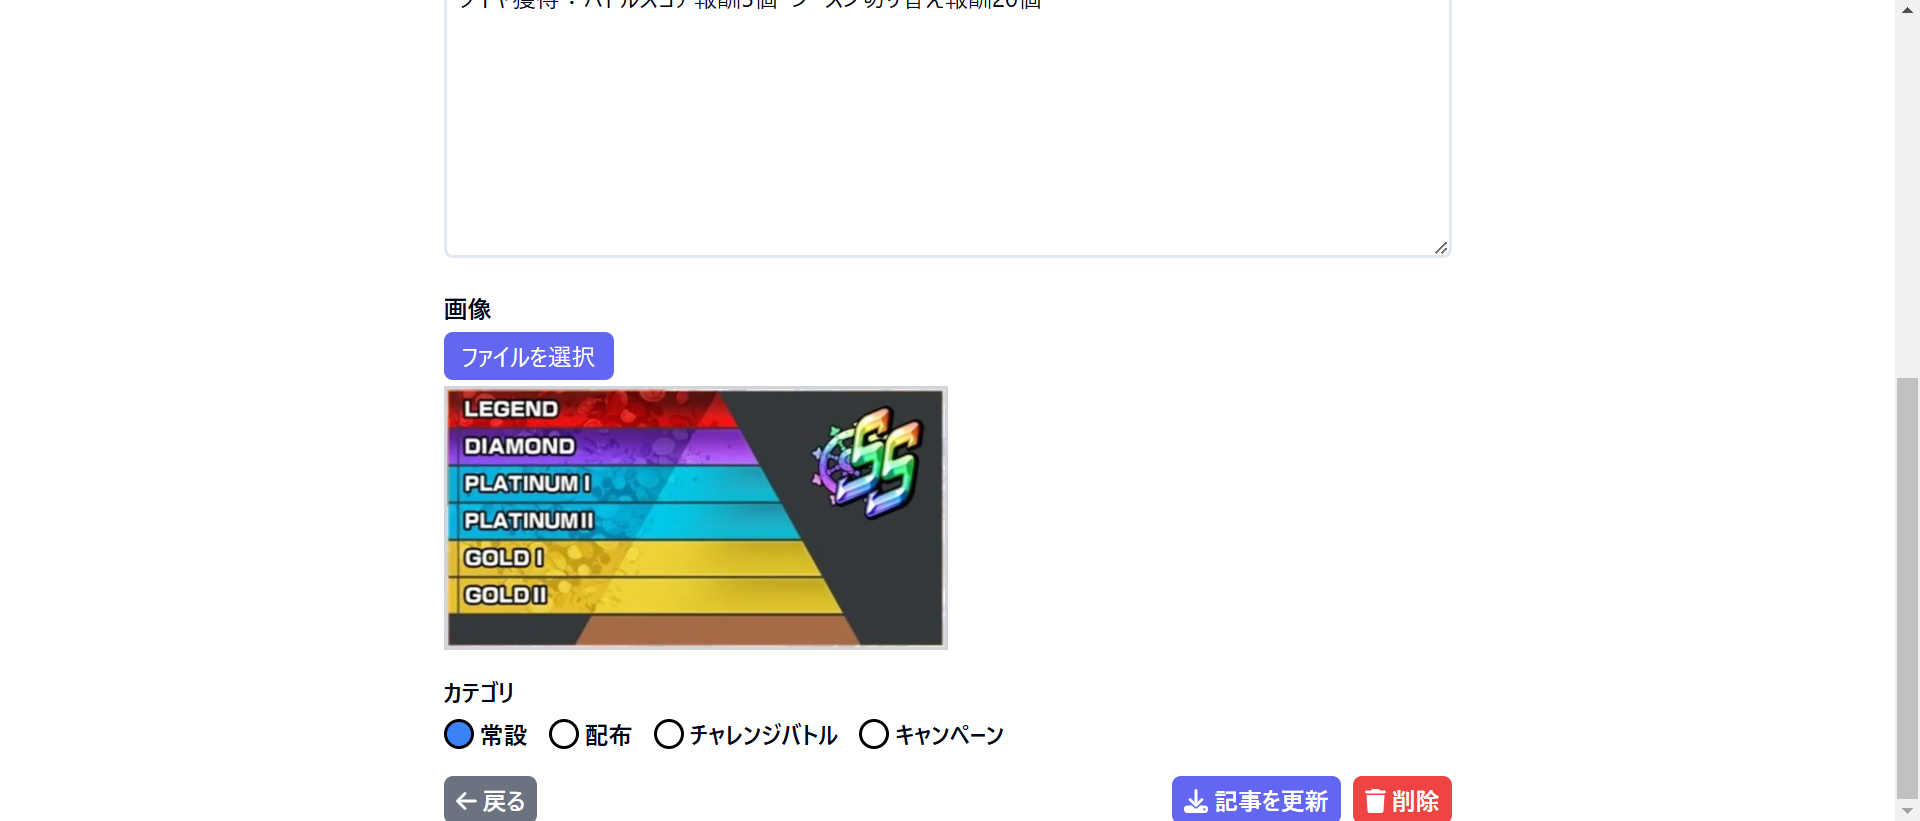 画像
ファイルを選択
LEGEND
DIAMOND
PLATINUM I
PLATINUM II
GOLD I
GOLD II
SS
カテゴリ
常設 配布 チャレンジバトル キャンペーン
戻る 記事を更新 削除